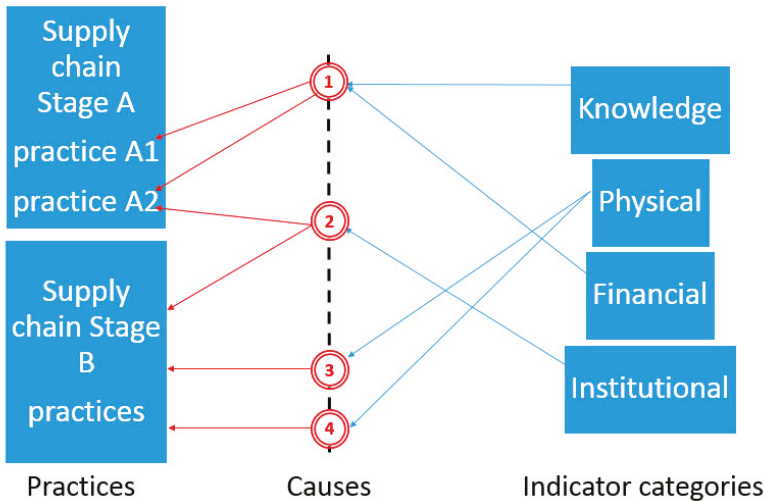 Supply
chain
Stage A
practice A1
practice A2
Supply
chain Stage
B
practices
1
2
3
4
Knowledge
Physical
Financial
Institutional
Practices
Causes
Indicator categories